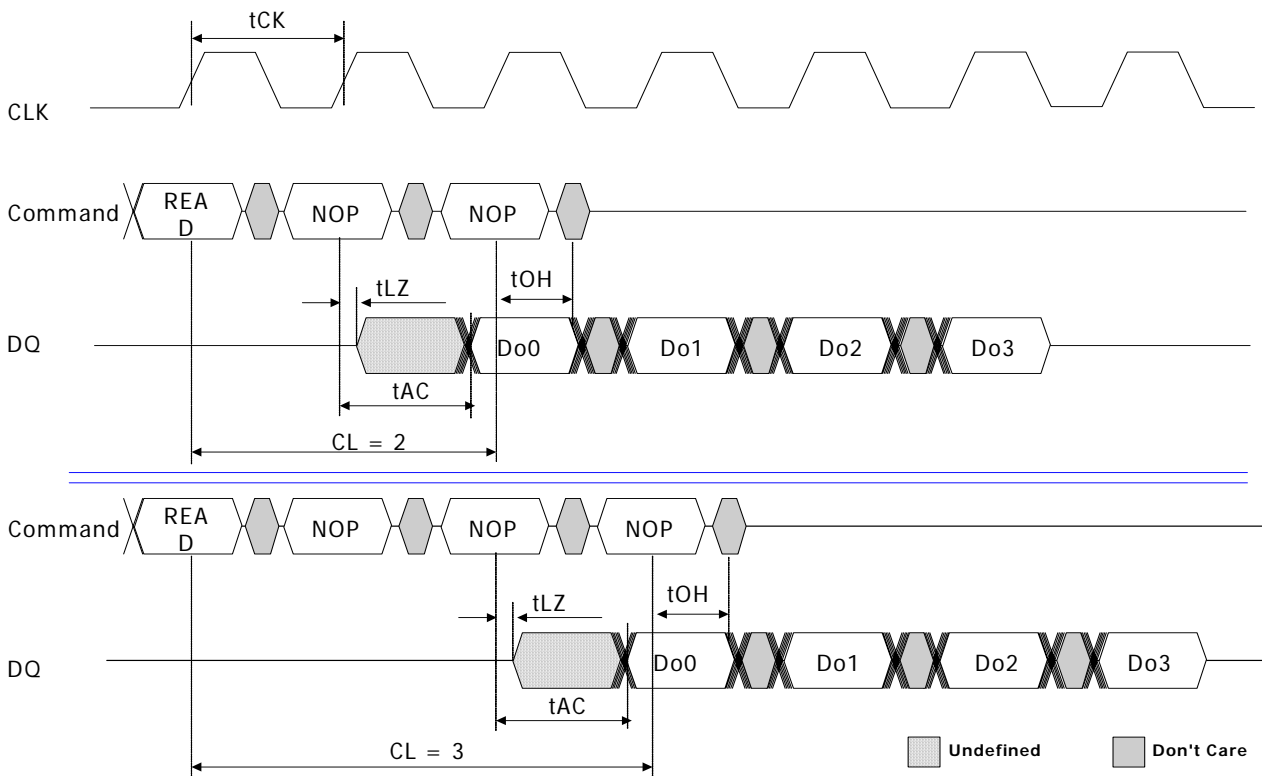 tCK
CLK
Command
REA
D
NOP
NOP
tLZ
tOH
DQ
Do0
Do1
Do2
Do3
tAC
CL = 2
Command
REA
D
NOP
NOP
NOP
tLZ
tOH
DQ
Do0
Do1
Do2
Do3
tAC
CL = 3
Undefined
Don't Care